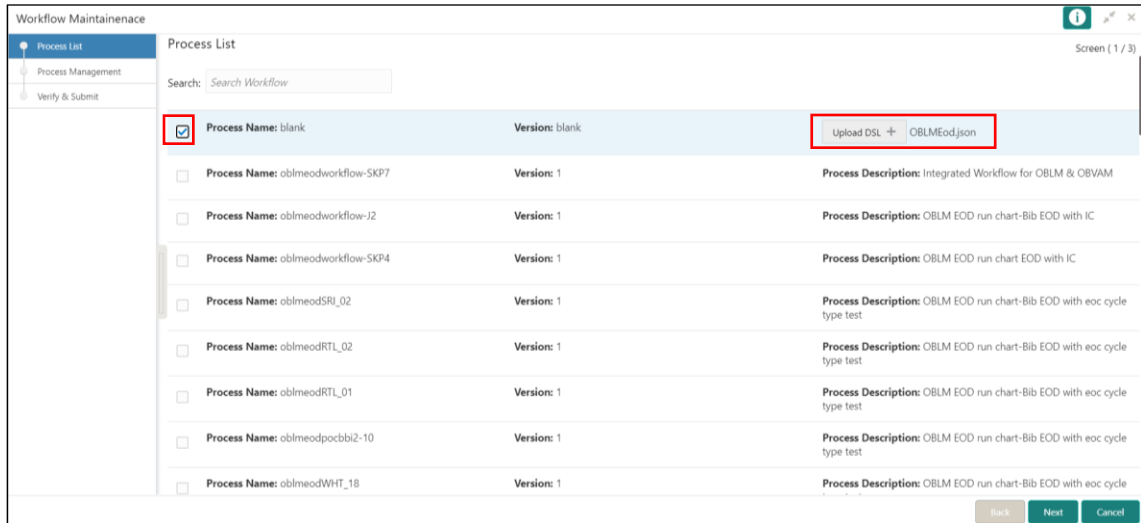 Workflow Maintainenace
Process List
Process Management
Verify & Submit
Process List
Screen ( 1 / 3)
Search: Search Workflow
Process Name: blank Version: blank Upload DSL + OBLMEod.json
Process Name: oblmeodworkflow-SKP7 Version: 1 Process Description: Integrated Workflow for OBLM & OBVAM
Process Name: oblmeodworkflow-J2 Version: 1 Process Description: OBLM EOD run chart-Bib EOD with IC
Process Name: oblmeodworkflow-SKP4 Version: 1 Process Description: OBLM EOD run chart EOD with IC
Process Name: oblmeodSRI_02 Version: 1 Process Description: OBLM EOD run chart-Bib EOD with eoc cycle
type test
Process Name: oblmeodRTL_02 Version: 1 Process Description: OBLM EOD run chart-Bib EOD with eoc cycle
type test
Process Name: oblmeodRTL_01 Version: 1 Process Description: OBLM EOD run chart-Bib EOD with eoc cycle
type test
Process Name: oblmeodpocbbi2-10 Version: 1 Process Description: OBLM EOD run chart-Bib EOD with eoc cycle
type test
Process Name: oblmeodWHT_18 Version: 1 Process Description: OBLM EOD run chart-Bib EOD with eoc cycle
Back Next Cancel